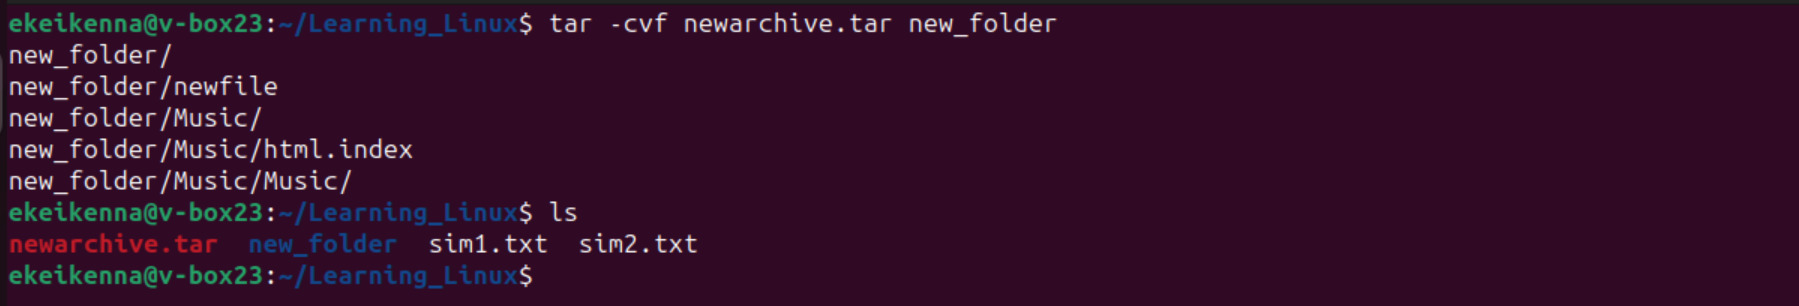 ekeikenna@v-box23:~/Learning_Linux$ tar -cvf newarchive.tar new_folder
new_folder/
new_folder/newfile
new_folder/Music/
new_folder/Music/html.index
new_folder/Music/Music/
ekeikenna@v-box23:~/Learning_Linux$ ls
newarchive.tar  new_folder  sim1.txt  sim2.txt
ekeikenna@v-box23:~/Learning_Linux$